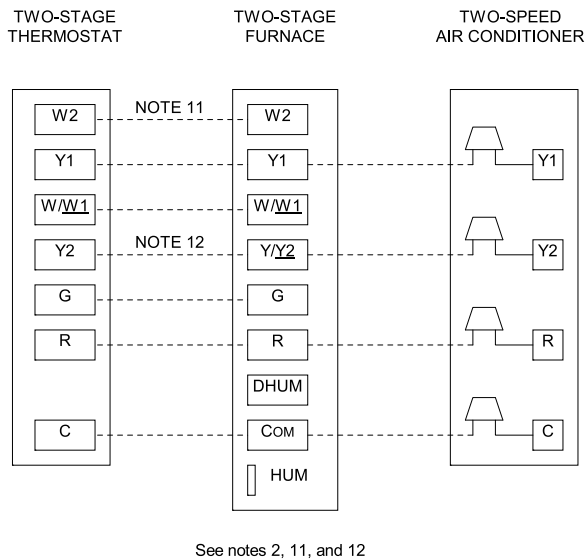 TWO-STAGE THERMOSTAT
TWO-STAGE FURNACE
TWO-SPEED AIR CONDITIONER
W2 NOTE 11 W2
Y1 Y1 Y1
W/W1 W/W1
Y2 NOTE 12 Y/Y2 Y2
G G
R R R
DHUM
C COM C
HUM
See notes 2, 11, and 12